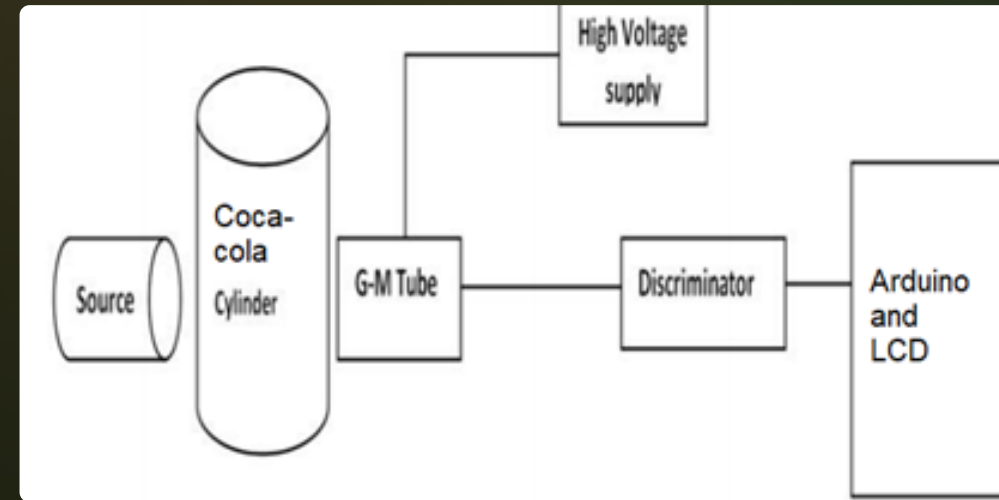 High Voltage
supply
Coca-
cola
Cylinder
Source
G-M Tube
Discriminator
Arduino
and
LCD